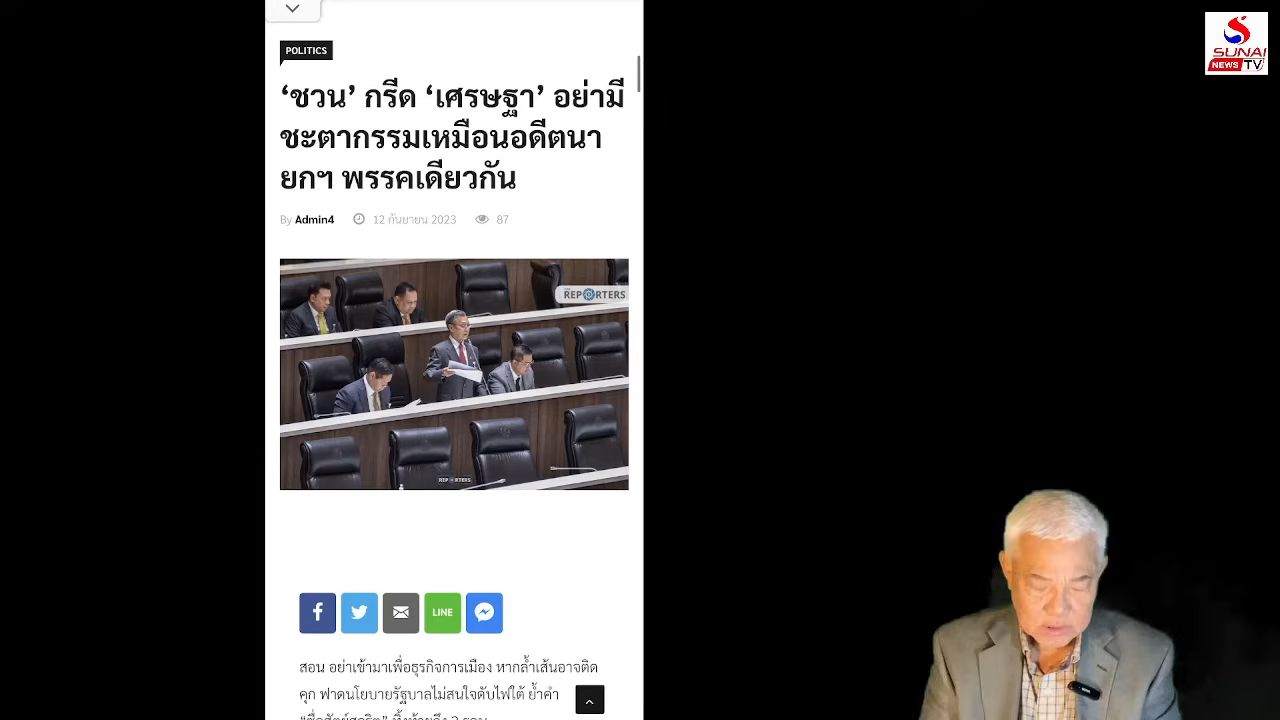 POLITICS
‘ชวน’ กรีด ‘เศรษฐา’ อย่ามี
ชะตากรรมเหมือนอดีตนา
ยกฯ พรรคเดียวกัน
By Admin4 12 กันยายน 2023 87
THE
REPORTERS
REPORTERS
LINE
สอน อย่าเข้ามาเพื่อธุรกิจการเมือง หากล้ำเส้นอาจติด
คุก ฟาดนโยบายรัฐบาลไม่สนใจดับไฟใต้ ย้ำคำ
SUNAI
NEWS TV